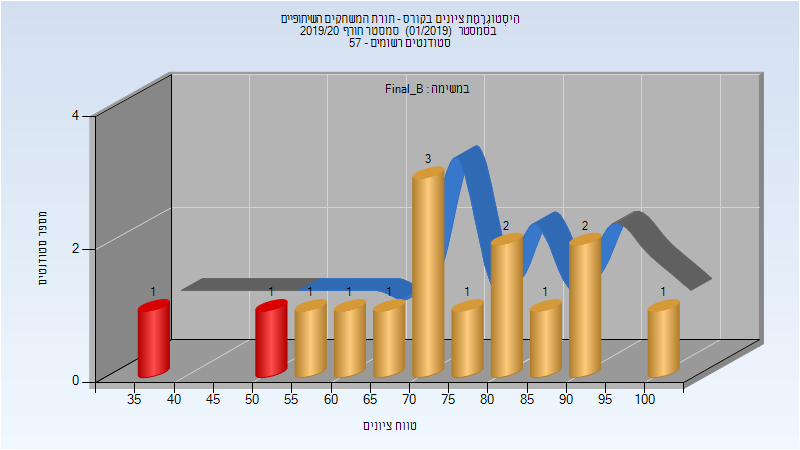 היסטוגרמת ציונים בקורס - תורת המשחקים השיתופיים
בסמסטר (01/2019) סמסטר חורף 2019/20
סטודנטים רשומים - 57
במשימה : Final_B
מספר סטודנטים
4
2
0
1
1
1
1
1
3
1
2
1
2
1
35 40 45 50 55 60 65 70 75 80 85 90 95 100
טווח ציונים